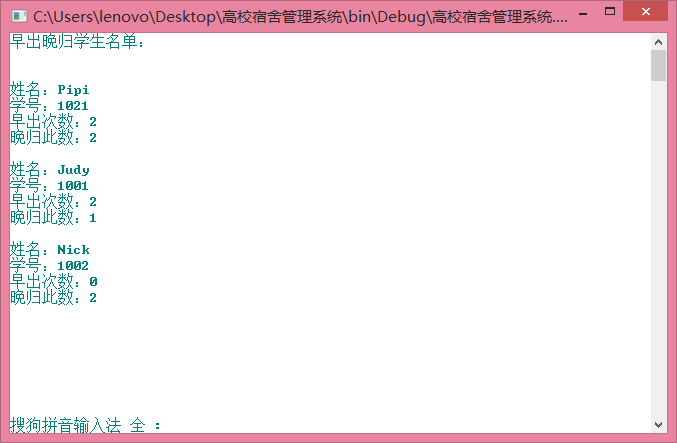 C:\Users\lenovo\Desktop\高校宿舍管理系统\bin\Debug\高校宿舍管理系统....
早出晚归学生名单:
姓名: Pipi
学号: 1021
早出次数: 2
晚归此数: 2
姓名: Judy
学号: 1001
早出次数: 2
晚归此数: 1
姓名: Nick
学号: 1002
早出次数: 0
晚归此数: 2
搜狗拼音输入法 全 :